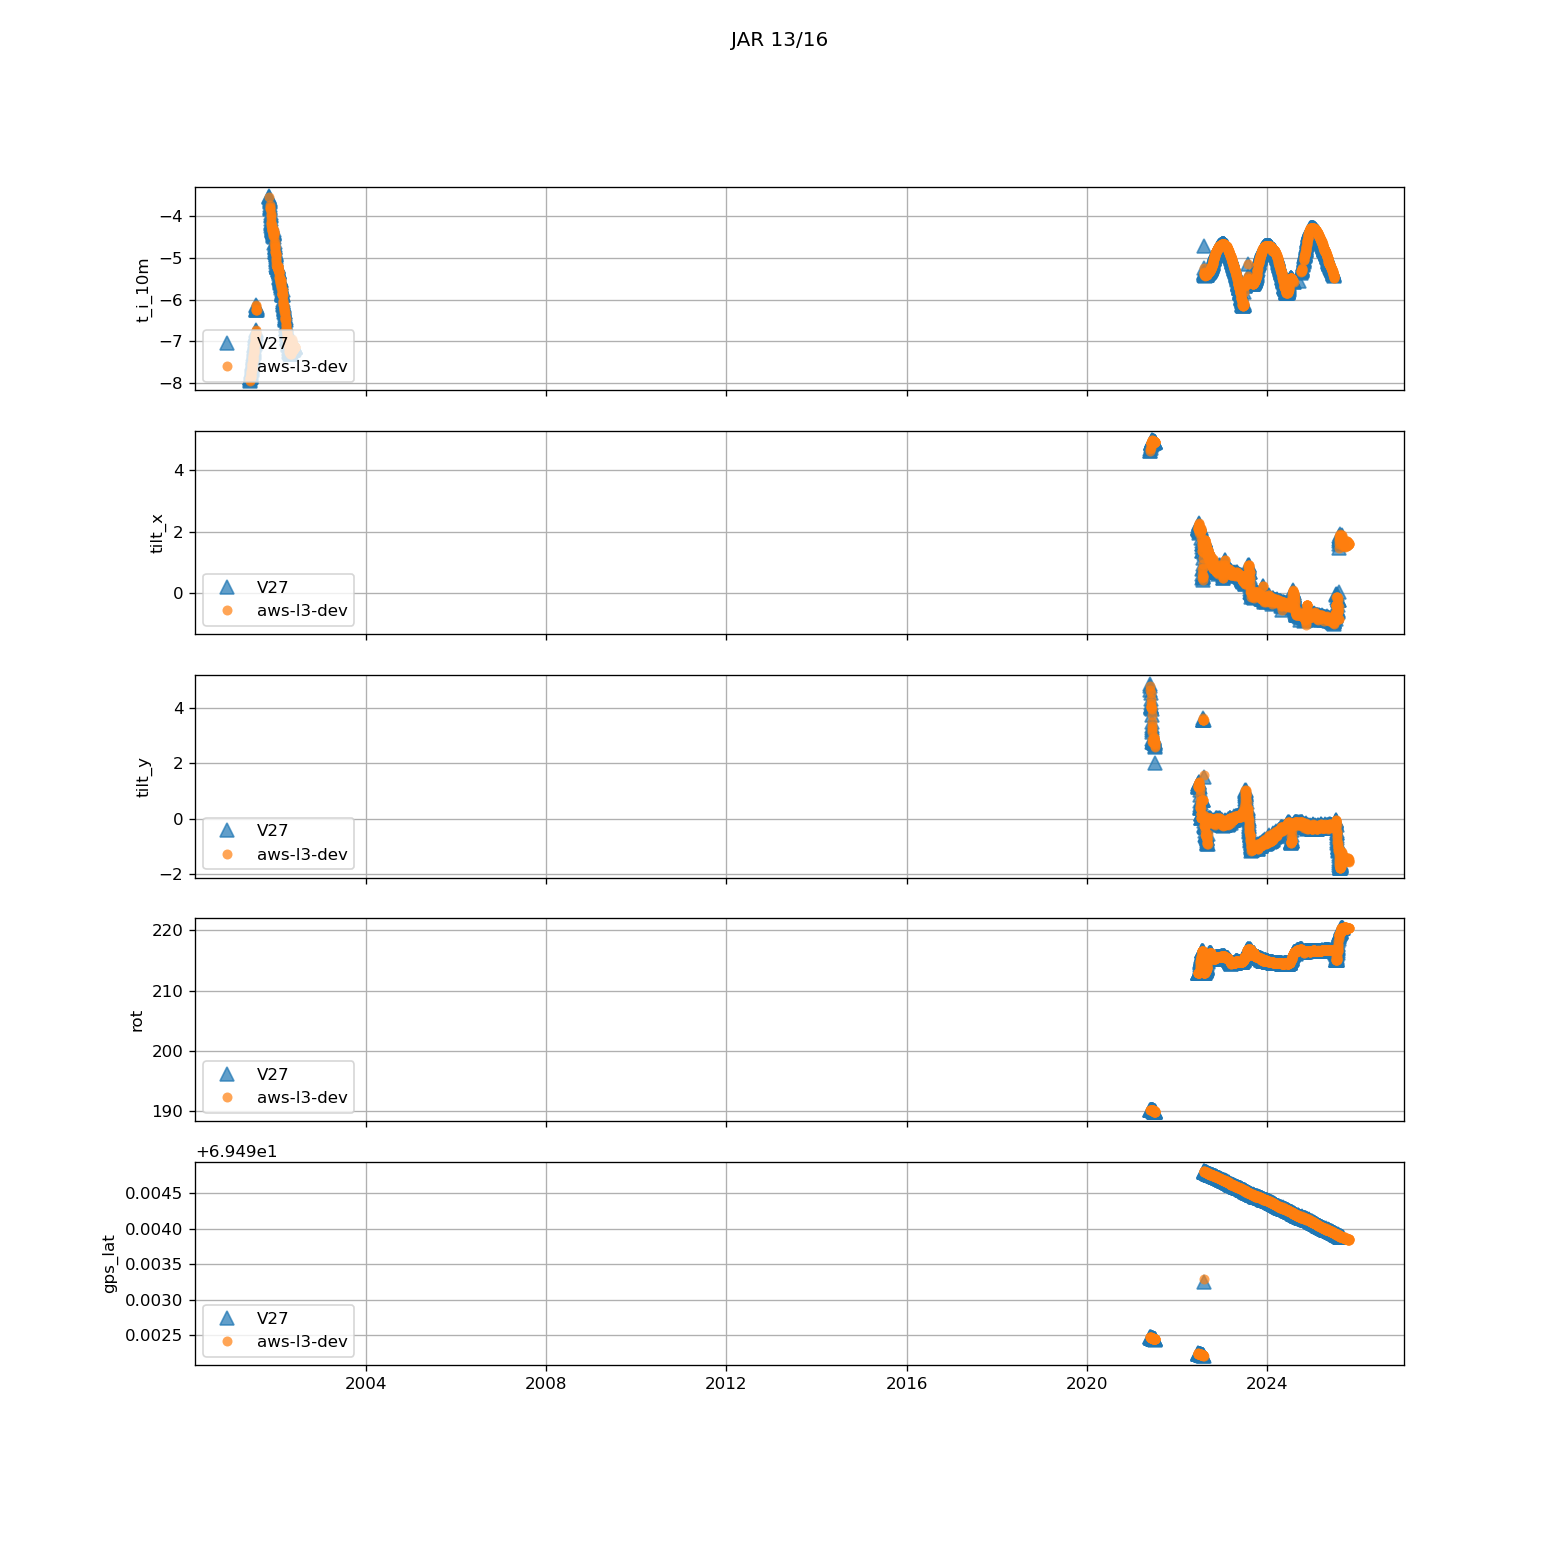 JAR 13/16
t_i_10m
−4
−5
−6
−7
−8
V27
aws-l3-dev
tilt_x
4
2
0
V27
aws-l3-dev
tilt_y
4
2
0
−2
V27
aws-l3-dev
rot
220
210
200
190
V27
aws-l3-dev
+6.949e1
gps_lat
0.0045
0.0040
0.0035
0.0030
0.0025
V27
aws-l3-dev
2004 2008 2012 2016 2020 2024